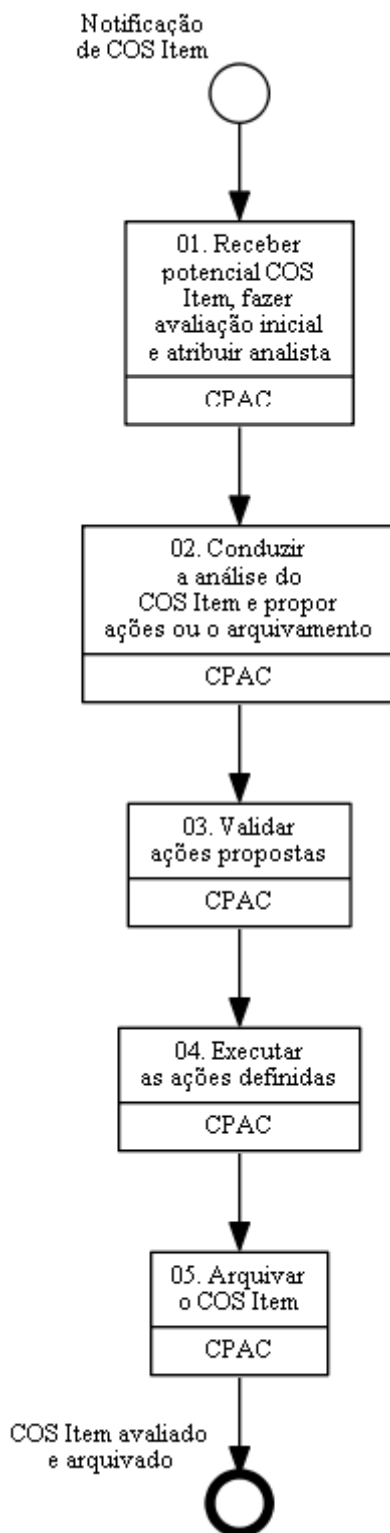 Notificação
de COS Item
01. Receber
potencial COS
Item, fazer
avaliação inicial
e atribuir analista
CPAC
02. Conduzir
a análise do
COS Item e propor
ações ou o arquivamento
CPAC
03. Validar
ações propostas
CPAC
04. Executar
as ações definidas
CPAC
05. Arquivar
o COS Item
CPAC
COS Item avaliado
e arquivado